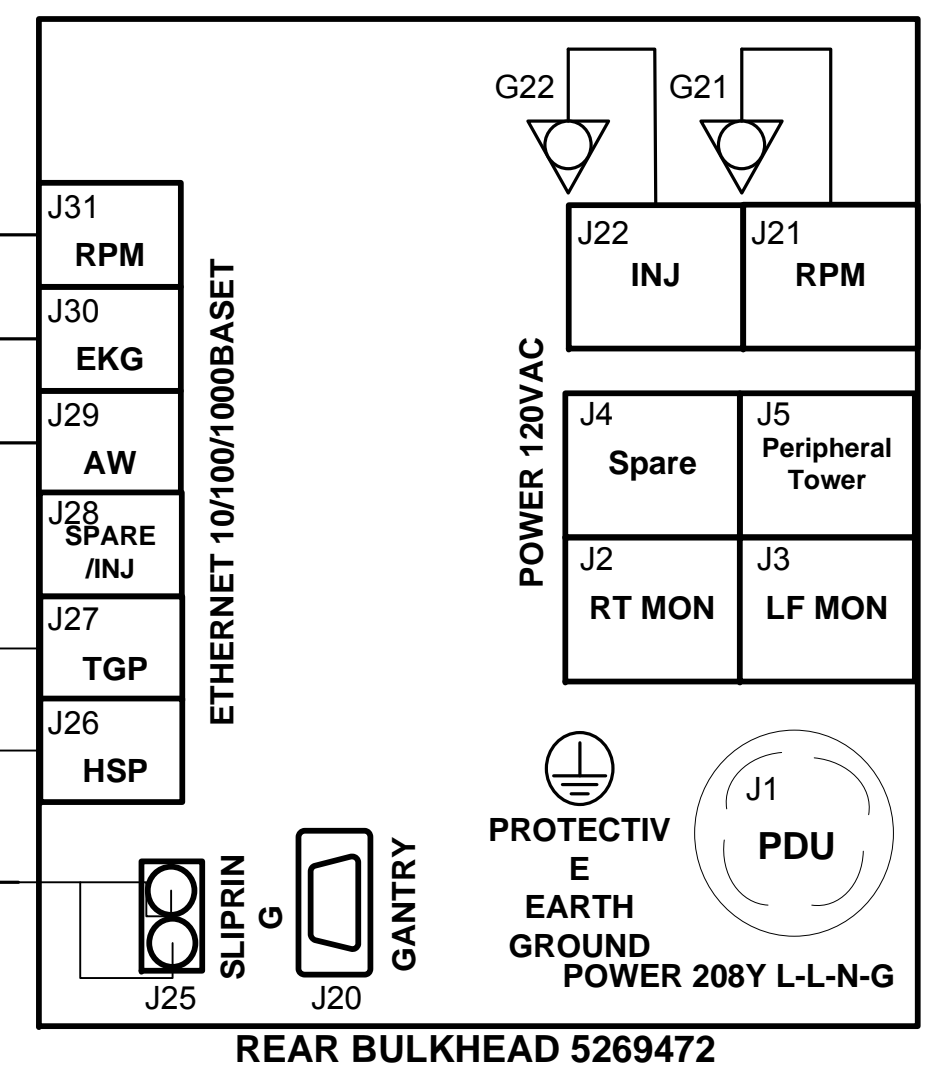 G22
G21
J31
RPM
J30
EKG
J29
AW
J28
SPARE
/INJ
J27
TGP
J26
HSP
ETHERNET 10/100/1000BASET
J22
INJ
J21
RPM
POWER 120VAC
J4
Spare
J5
Peripheral
Tower
J2
RT MON
J3
LF MON
J25
SLIPRIN
G
J20
GANTRY
PROTECTIV
E
EARTH
GROUND
J1
PDU
POWER 208Y L-L-N-G
REAR BULKHEAD 5269472